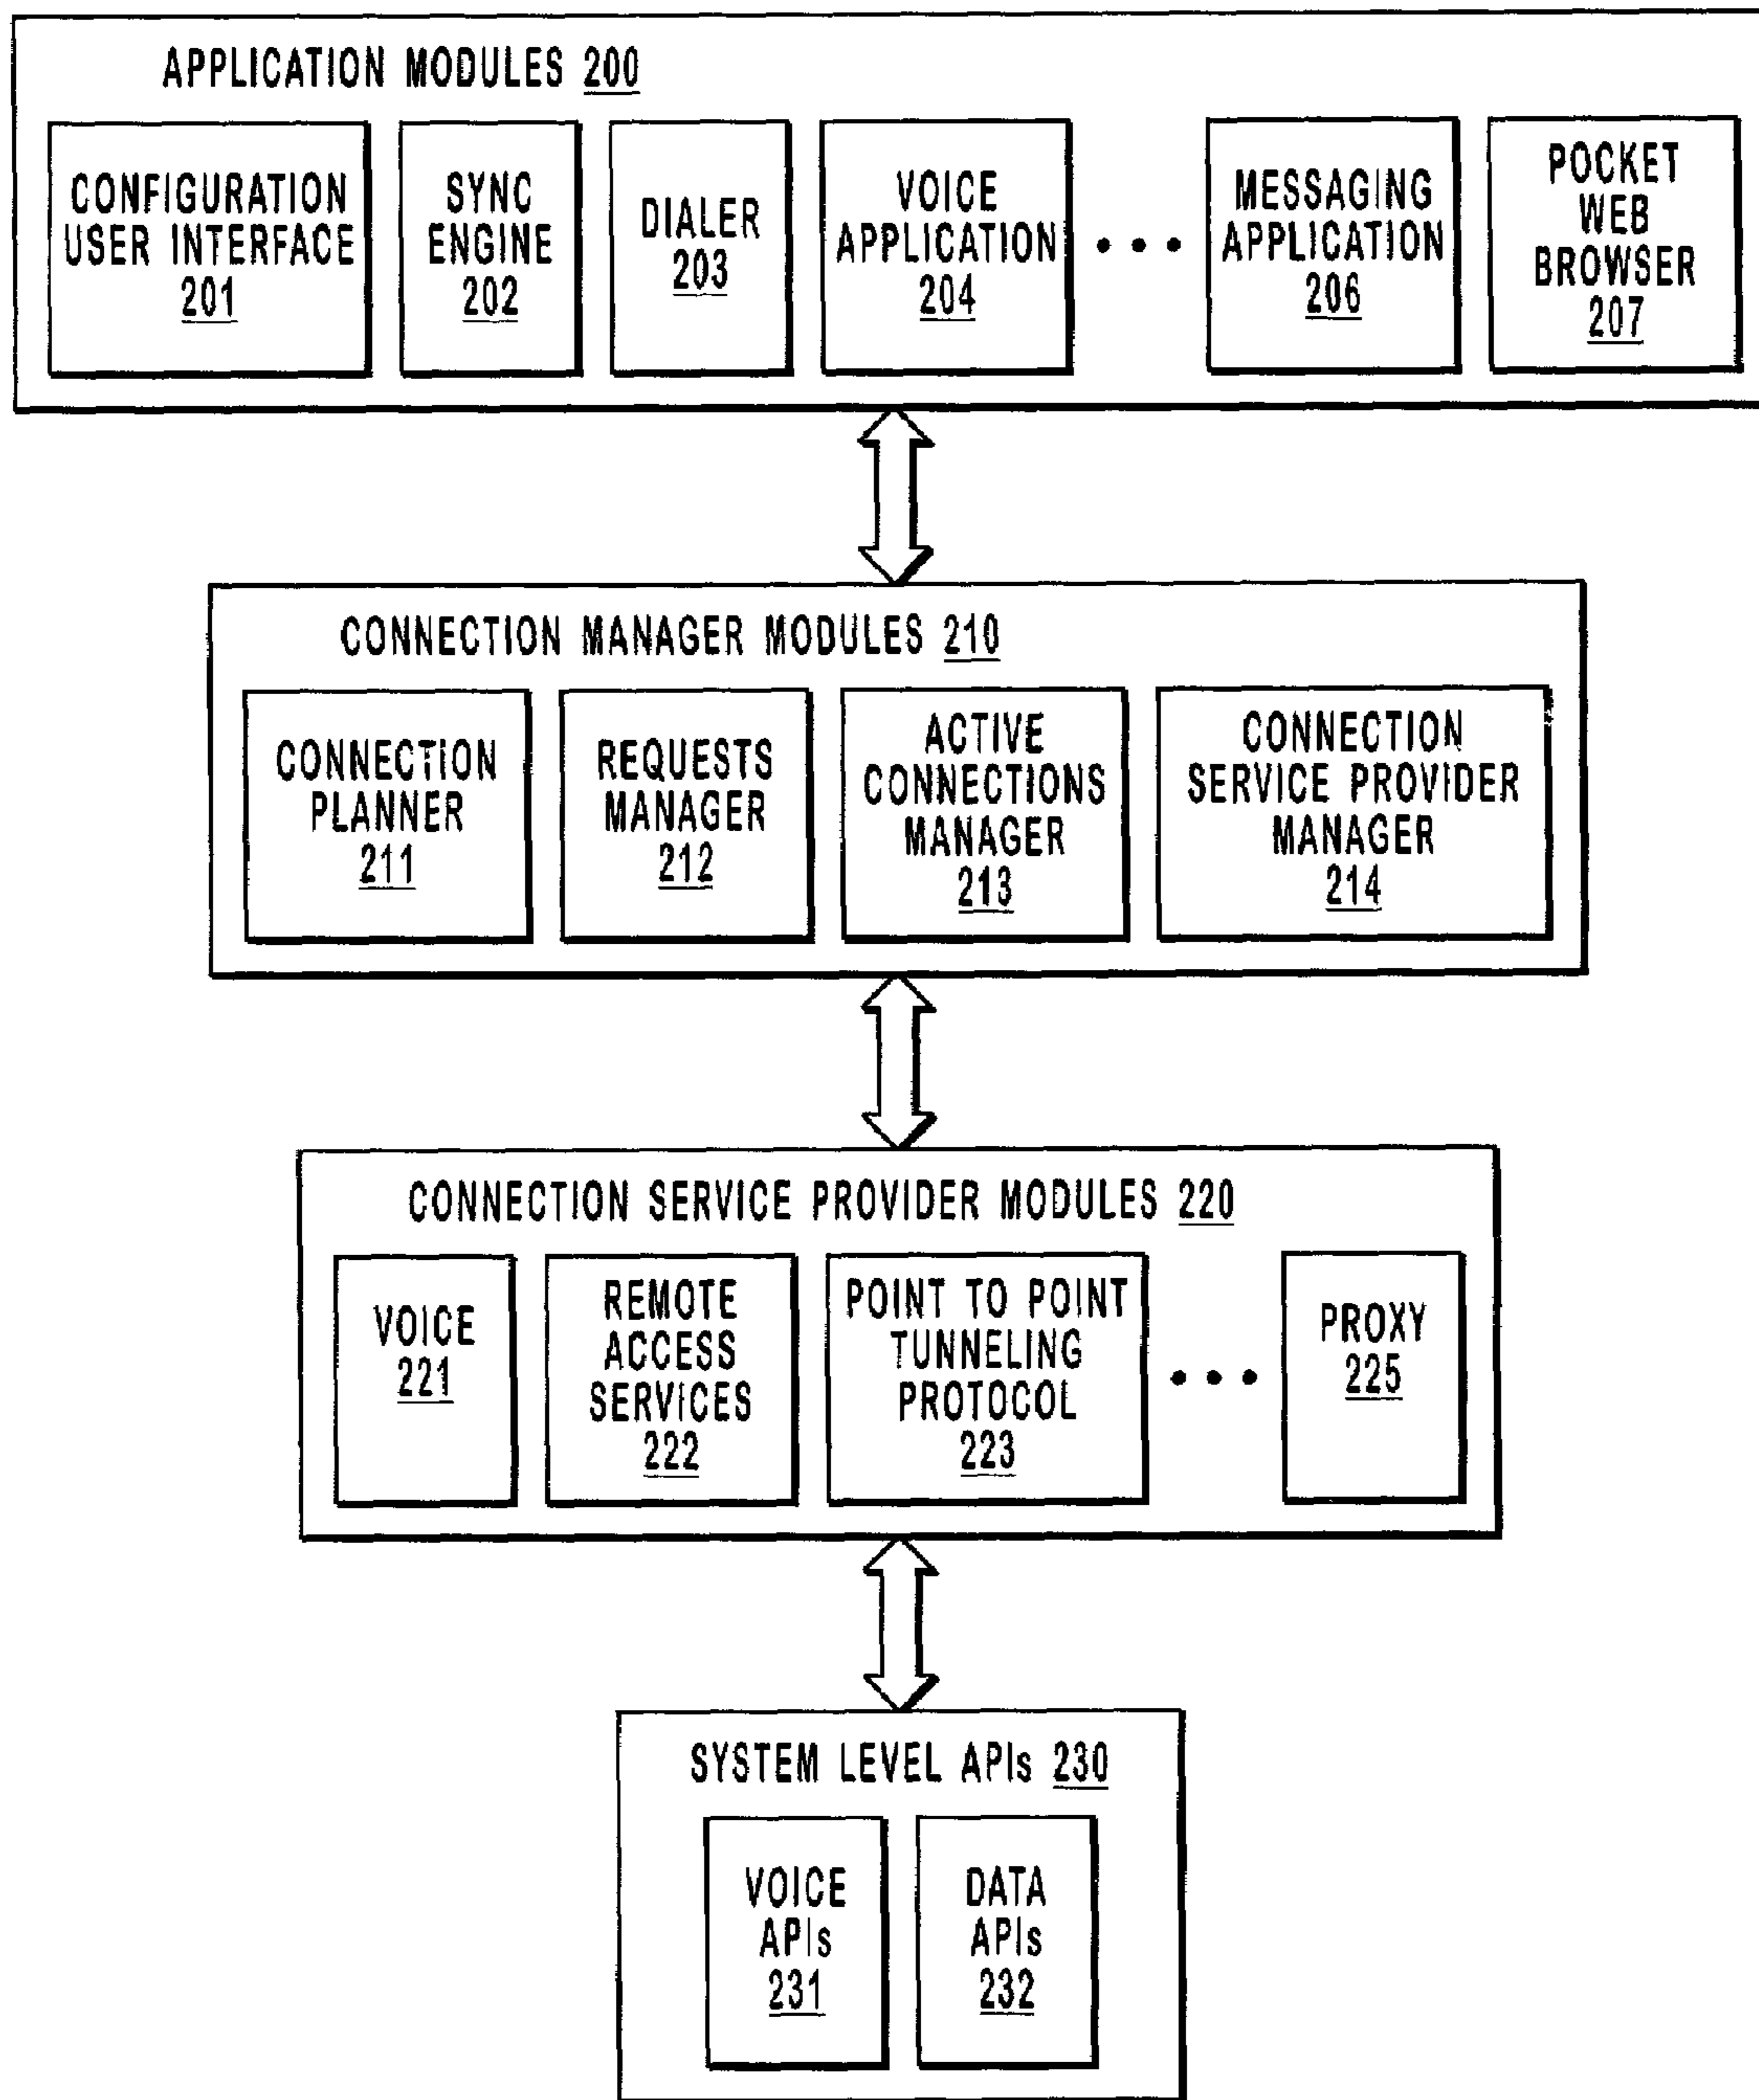 APPLICATION MODULES 200
CONFIGURATION
USER INTERFACE
201
SYNC
ENGINE
202
DIALER
203
VOICE
APPLICATION
204
MESSAGING
APPLICATION
206
POCKET
WEB
BROWSER
207
CONNECTION MANAGER MODULES 210
CONNECTION
PLANNER
211
REQUESTS
MANAGER
212
ACTIVE
CONNECTIONS
MANAGER
213
CONNECTION
SERVICE PROVIDER
MANAGER
214
CONNECTION SERVICE PROVIDER MODULES 220
VOICE
221
REMOTE
ACCESS
SERVICES
222
POINT TO POINT
TUNNELING
PROTOCOL
223
PROXY
225
SYSTEM LEVEL APIs 230
VOICE
APIs
231
DATA
APIs
232